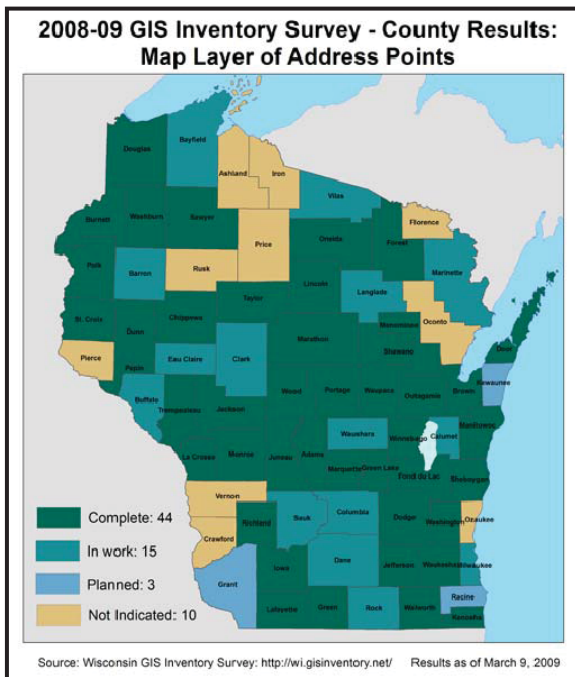 2008-09 GIS Inventory Survey - County Results:
Map Layer of Address Points
Douglas
Bayfield
Ashland
Iron
Vilas
Florence
Burnett
Washburn
Sawyer
Price
Oneida
Forest
Marinette
Polk
Barron
Rusk
Lincoln
Langlade
Taylor
Oconto
St. Croix
Dunn
Chippewa
Menominee
Marathon
Shawano
Door
Pierce
Pepin
Eau Claire
Clark
Kewaunee
Buffalo
Trempealeau
Jackson
Wood
Portage
Waupaca
Outagamie
Brown
Waushara
Winnebago
Calumet
Manitowoc
La Crosse
Monroe
Juneau
Adams
Marquette
Green Lake
Fond du Lac
Sheboygan
Vernon
Richland
Sauk
Columbia
Dodge
Washington
Ozaukee
Crawford
Iowa
Dane
Jefferson
Waukesha
Milwaukee
Grant
Lafayette
Green
Rock
Walworth
Racine
Kenosha
Complete: 44
In work: 15
Planned: 3
Not Indicated: 10
Source: Wisconsin GIS Inventory Survey: http://wi.gisinventory.net/ Results as of March 9, 2009